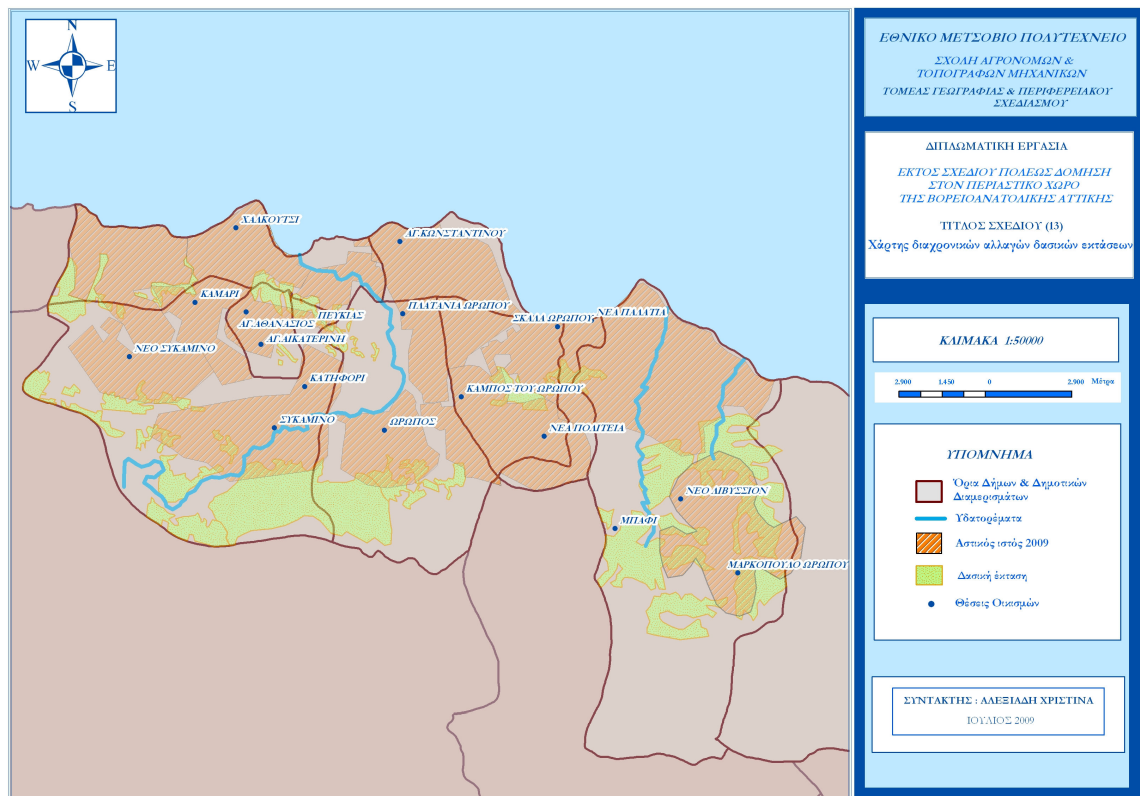 N
W E
S
ΧΑΛΚΟΥΤΣΙ
ΑΓ.ΚΩΝΣΤΑΝΤΙΝΟΥ
ΚΑΜΑΡΙ
ΠΛΑΤΑΝΙΑ ΩΡΩΠΟΥ
ΠΕΥΚΙΑΣ
ΣΚΑΛΑ ΩΡΩΠΟΥ
ΝΕΑ ΠΑΛΑΤΙΑ
ΑΓ.ΑΘΑΝΑΣΙΟΣ
ΑΓ.ΑΙΚΑΤΕΡΙΝΗ
ΝΕΟ ΣΥΚΑΜΙΝΟ
ΚΑΤΗΦΟΡΙ
ΚΑΜΠΟΣ ΤΟΥ ΩΡΩΠΟΥ
ΣΥΚΑΜΙΝΟ
ΩΡΩΠΟΣ
ΝΕΑ ΠΟΛΙΤΕΙΑ
ΝΕΟ ΛΙΒΥΣΣΙΟΝ
ΜΠΑΦΙ
ΜΑΡΚΟΠΟΥΛΟ ΩΡΩΠΟΥ
ΕΘΝΙΚΟ ΜΕΤΣΟΒΙΟ ΠΟΛΥΤΕΧΝΕΙΟ
ΣΧΟΛΗ ΑΓΡΟΝΟΜΩΝ &
ΤΟΠΟΓΡΑΦΩΝ ΜΗΧΑΝΙΚΩΝ
ΤΟΜΕΑΣ ΓΕΩΓΡΑΦΙΑΣ & ΠΕΡΙΦΕΡΕΙΑΚΟΥ
ΣΧΕΔΙΑΣΜΟΥ
ΔΙΠΛΩΜΑΤΙΚΗ ΕΡΓΑΣΙΑ
ΕΚΤΟΣ ΣΧΕΔΙΟΥ ΠΟΛΕΩΣ ΔΟΜΗΣΗ
ΣΤΟΝ ΠΕΡΙΑΣΤΙΚΟ ΧΩΡΟ
ΤΗΣ ΒΟΡΕΙΟΑΝΑΤΟΛΙΚΗΣ ΑΤΤΙΚΗΣ
ΤΙΤΛΟΣ ΣΧΕΔΙΟΥ (13)
Χάρτης διαχρονικών αλλαγών δασικών εκτάσεων
ΚΛΙΜΑΚΑ 1:50000
2.900 1.450 0 2.900 Μέτρα
ΥΠΟΜΝΗΜΑ
Όρια Δήμων & Δημοτικών
Διαμερισμάτων
Υδατορέματα
Αστικός ιστός 2009
Δασική έκταση
Θέσεις Οικισμών
ΣΥΝΤΑΚΤΗΣ : ΑΛΕΞΙΑΔΗ ΧΡΙΣΤΙΝΑ
ΙΟΥΛΙΟΣ 2009